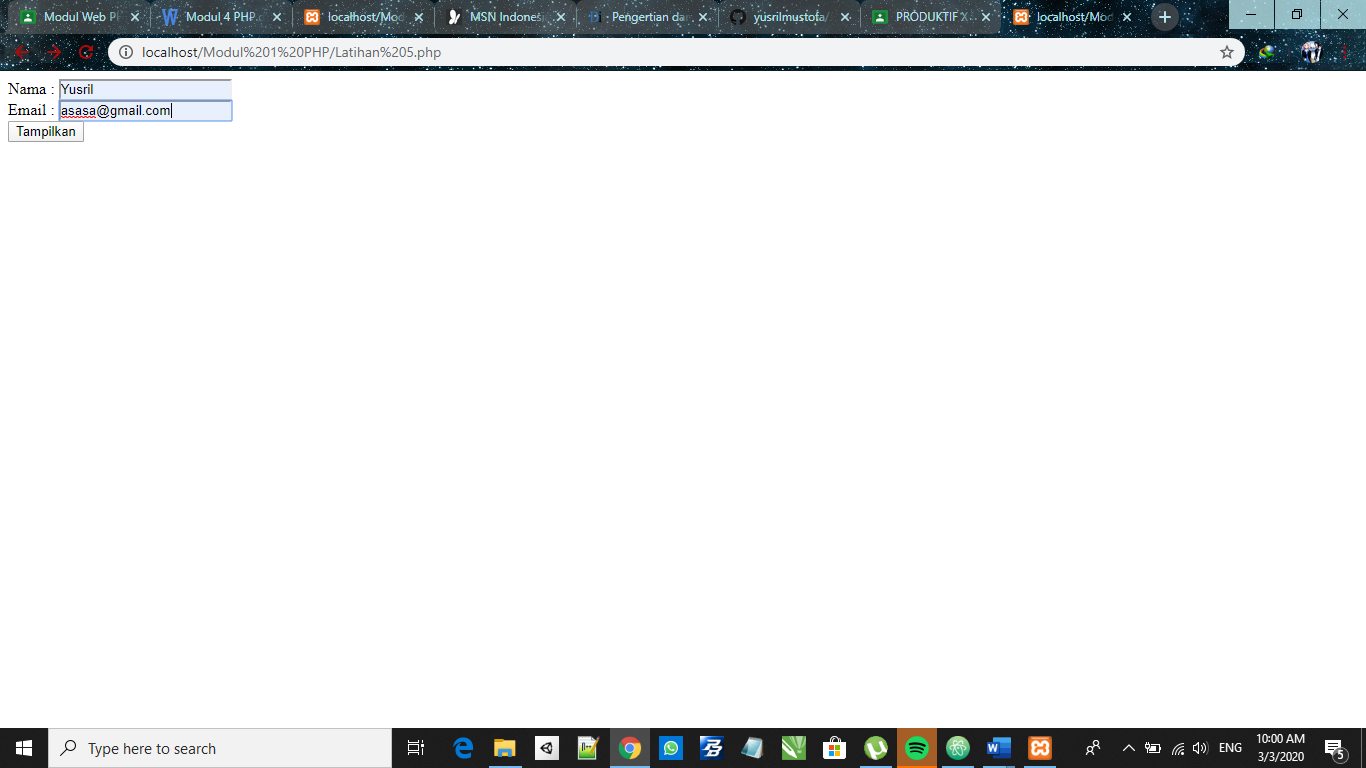 Modul Web P
Modul 4 PHP.
localhost/Mod
MSN Indones
Pengertian da
yusrilmustofa/
PRODUKTIF X
localhost/Mod
localhost/Modul%201%20PHP/Latihan%205.php
Nama : Yusril
Email : asasa@gmail.com
Tampilkan
Type here to search
ENG
10:00 AM
3/3/2020
5